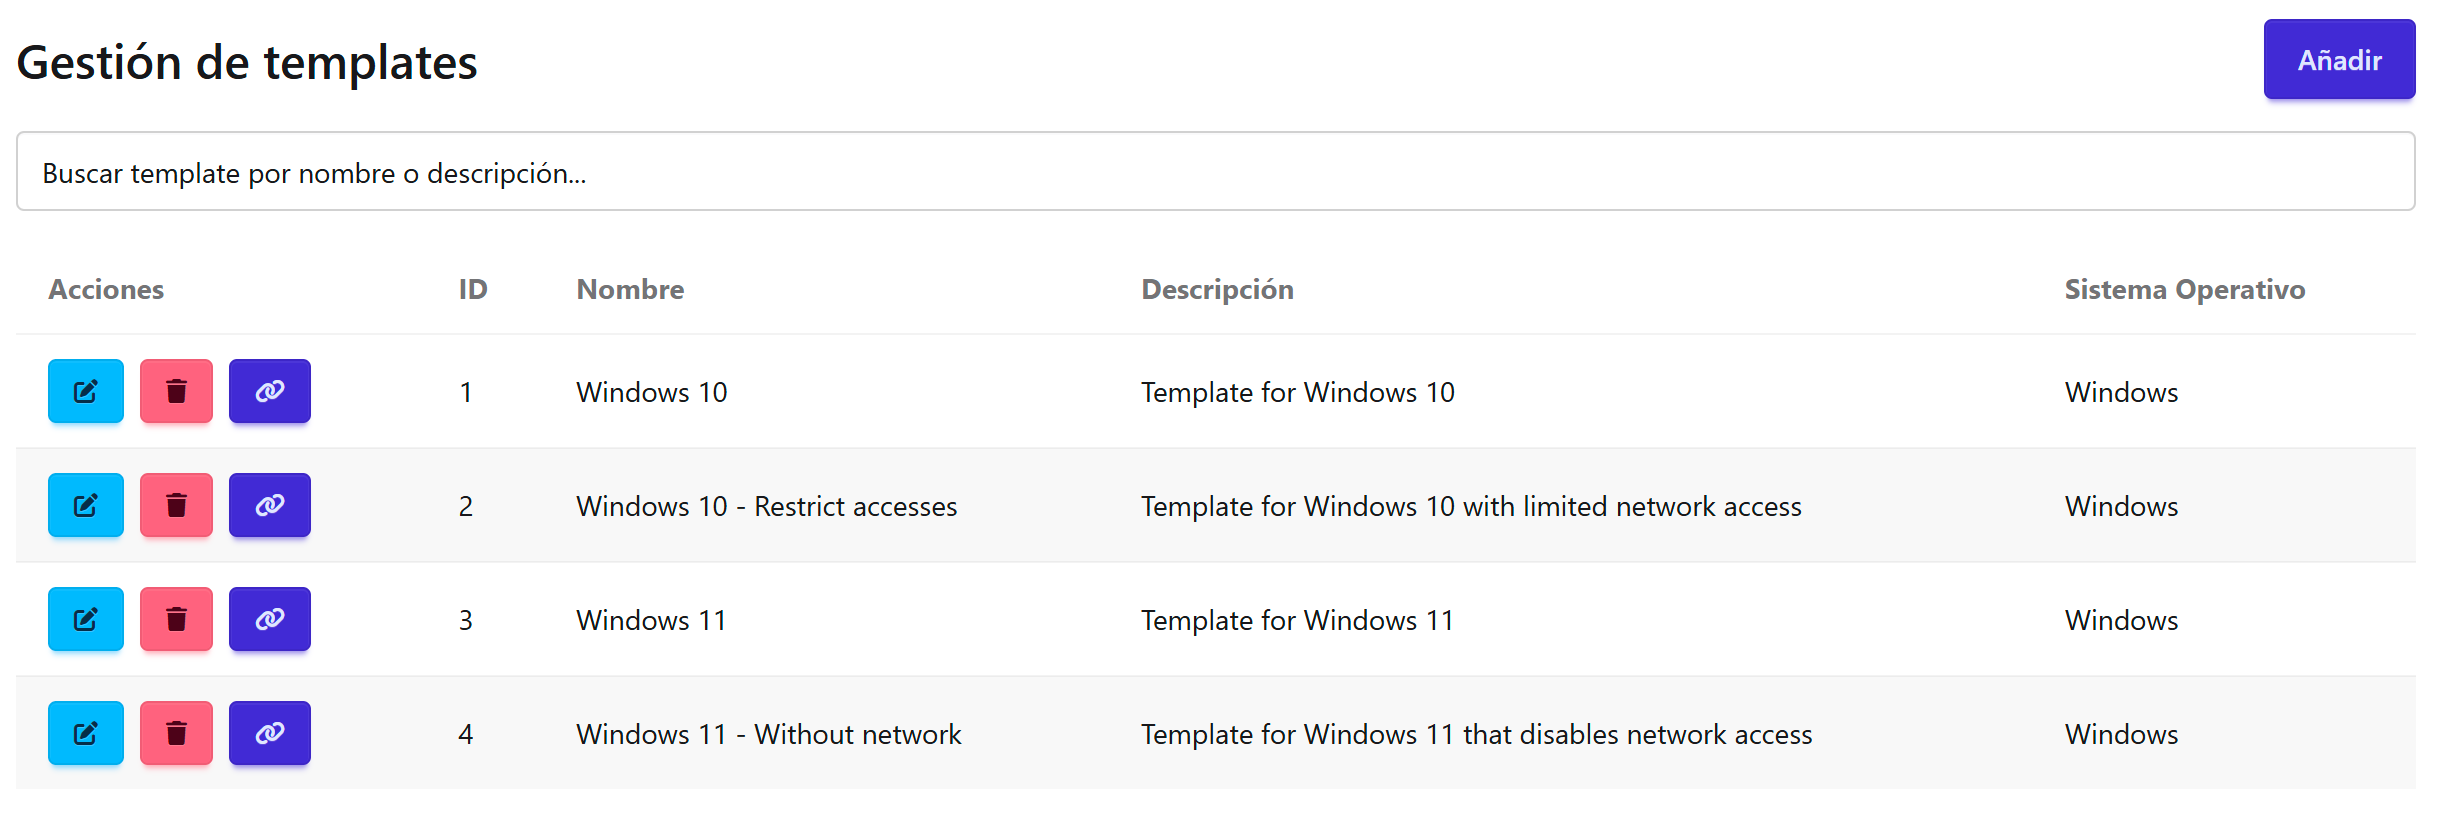 Gestión de templates
Añadir
Buscar template por nombre o descripción...
Acciones ID Nombre Descripción Sistema Operativo
1 Windows 10 Template for Windows 10 Windows
2 Windows 10 - Restrict accesses Template for Windows 10 with limited network access Windows
3 Windows 11 Template for Windows 11 Windows
4 Windows 11 - Without network Template for Windows 11 that disables network access Windows